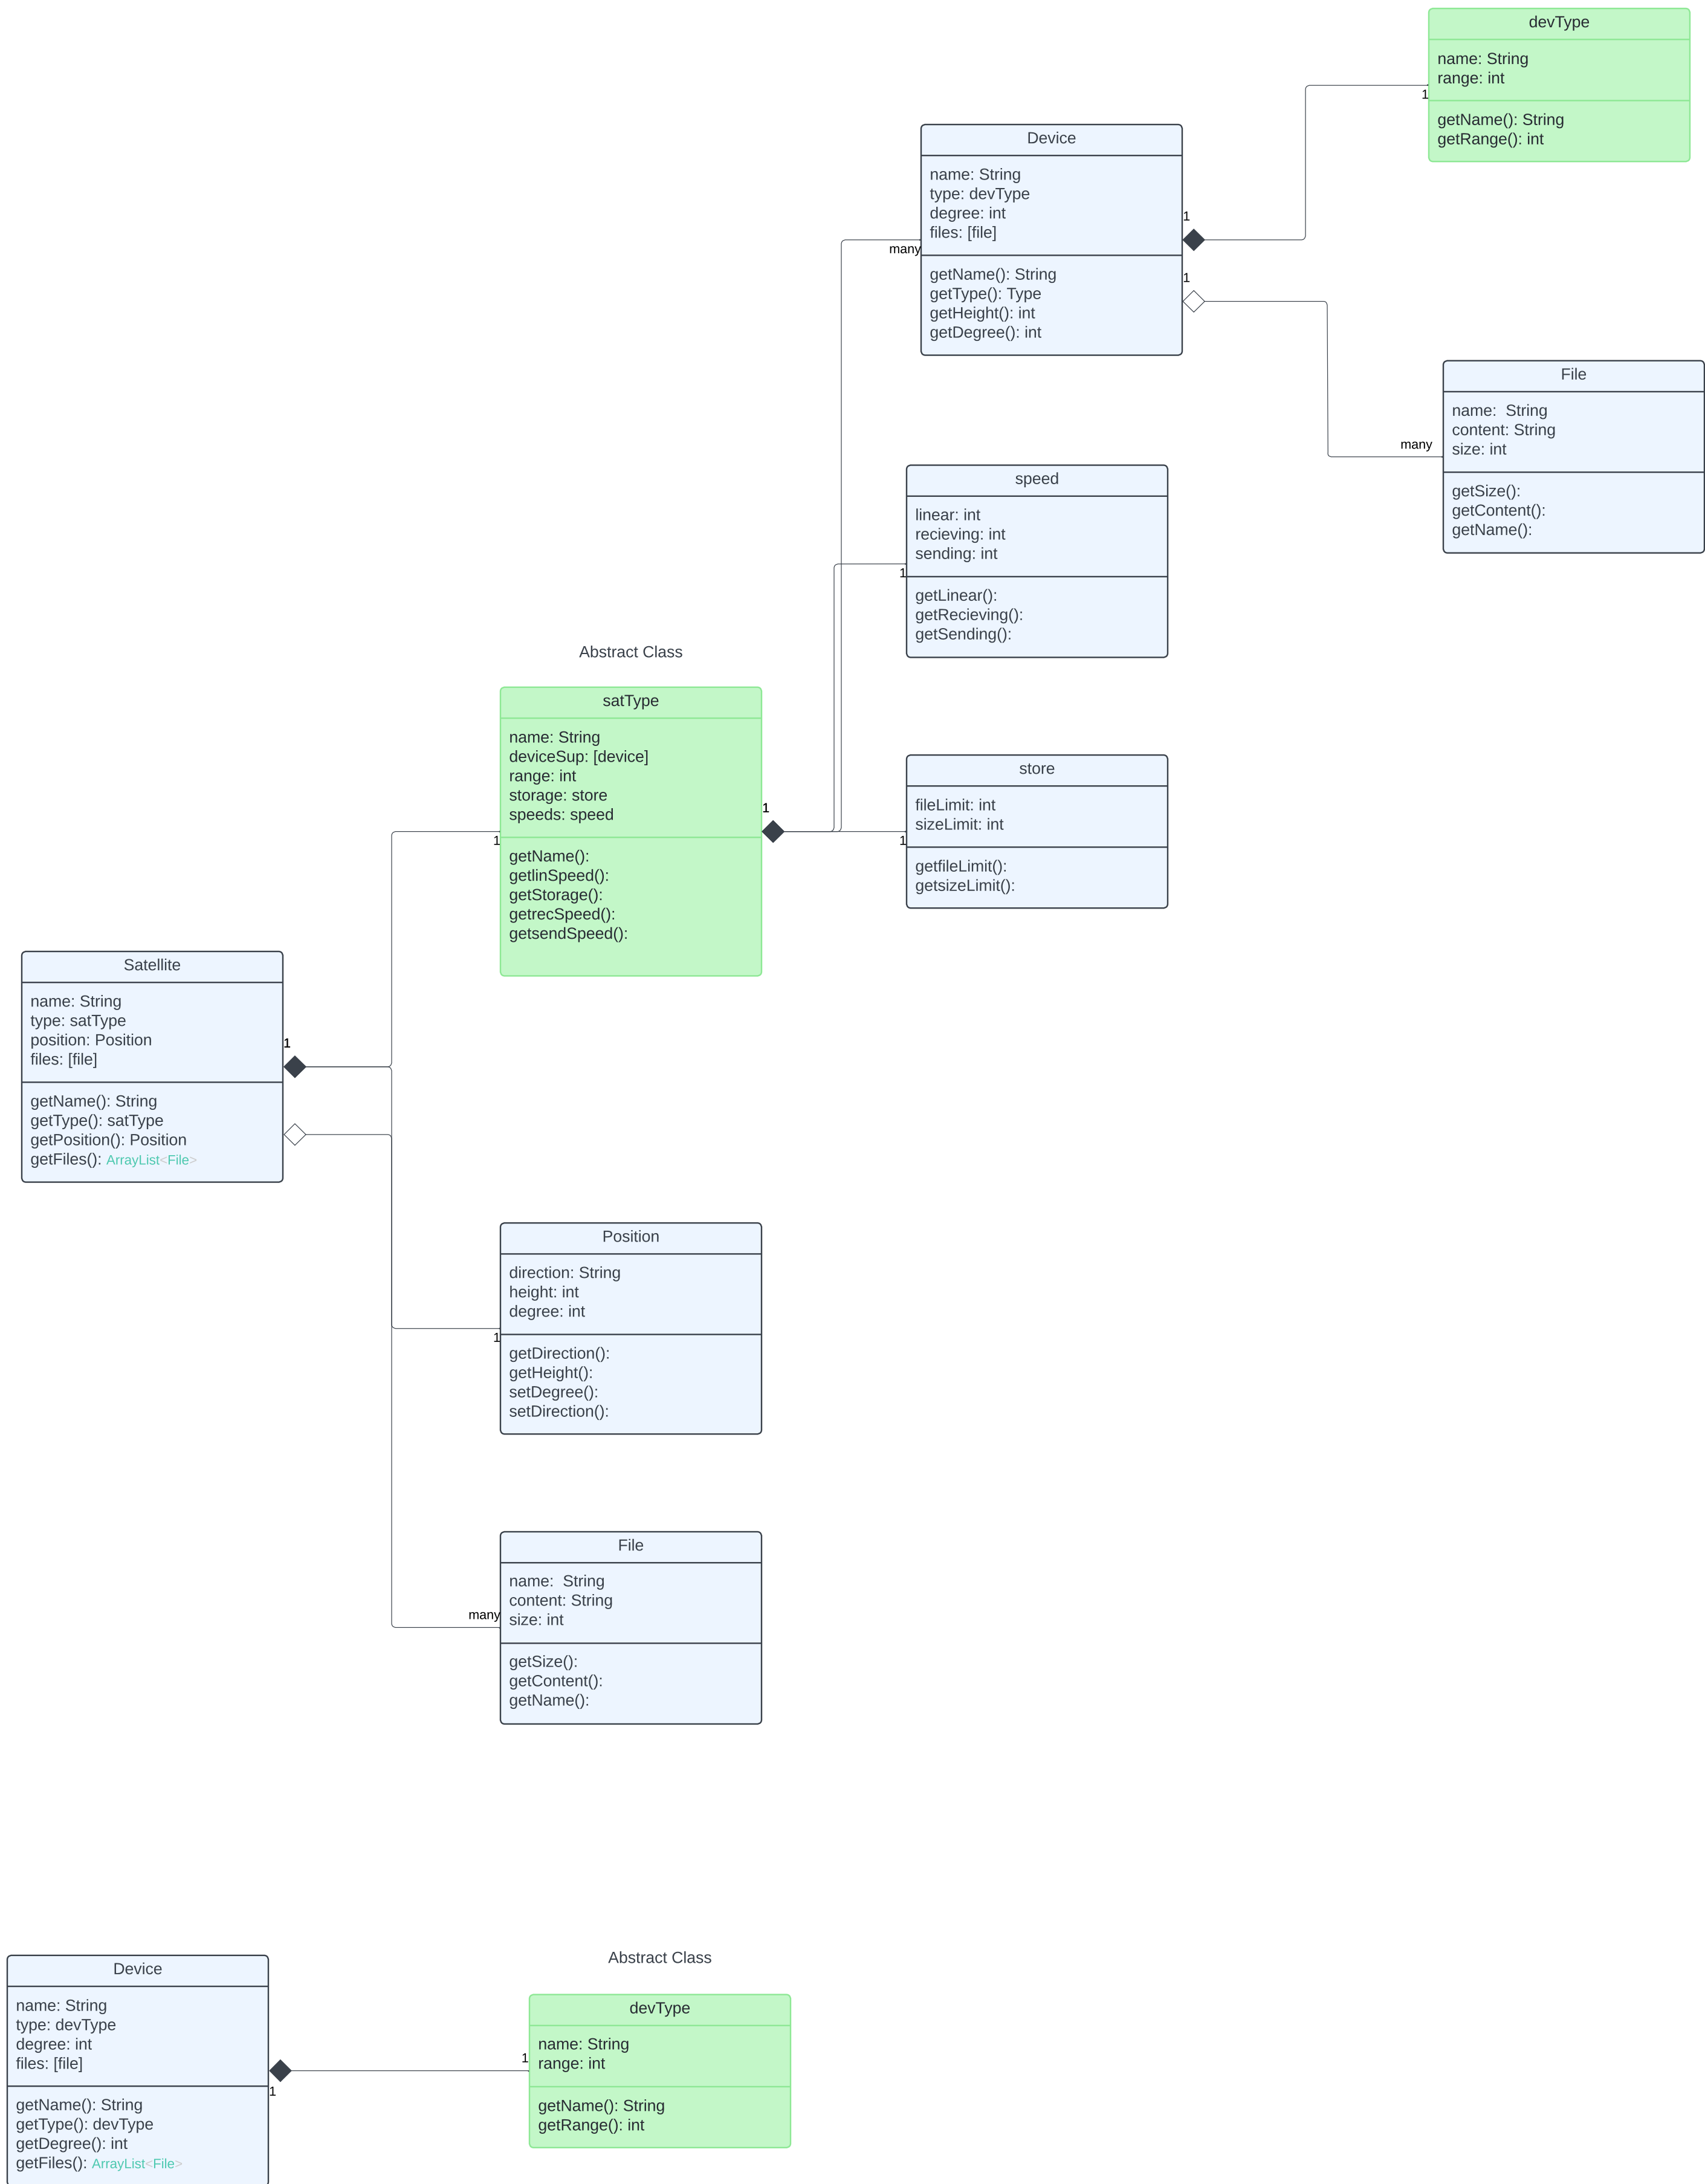 devType
name: String
range: int
1
getName(): String
getRange(): int
Device
name: String
type: devType
degree: int
files: [file]
1
many
getName(): String
getType(): Type
getHeight(): int
getDegree(): int
1
File
name:  String
content: String
size: int
many
getSize():
getContent():
getName():
speed
linear: int
recieving: int
sending: int
1
getLinear():
getRecieving():
getSending():
Abstract Class
satType
name: String
deviceSup: [device]
range: int
storage: store
speeds: speed
1
1
getName():
getlinSpeed():
getStorage():
getrecSpeed():
getsendSpeed():
store
fileLimit: int
sizeLimit: int
1
getfileLimit():
getsizeLimit():
Satellite
name: String
type: satType
position: Position
files: [file]
1
getName(): String
getType(): satType
getPosition(): Position
getFiles(): ArrayList<File>
Position
direction: String
height: int
degree: int
1
getDirection():
getHeight():
setDegree():
setDirection():
File
name:  String
content: String
size: int
many
getSize():
getContent():
getName():
Device
name: String
type: devType
degree: int
files: [file]
1
getName(): String
getType(): devType
getDegree(): int
getFiles(): ArrayList<File>
Abstract Class
devType
name: String
range: int
1
getName(): String
getRange(): int